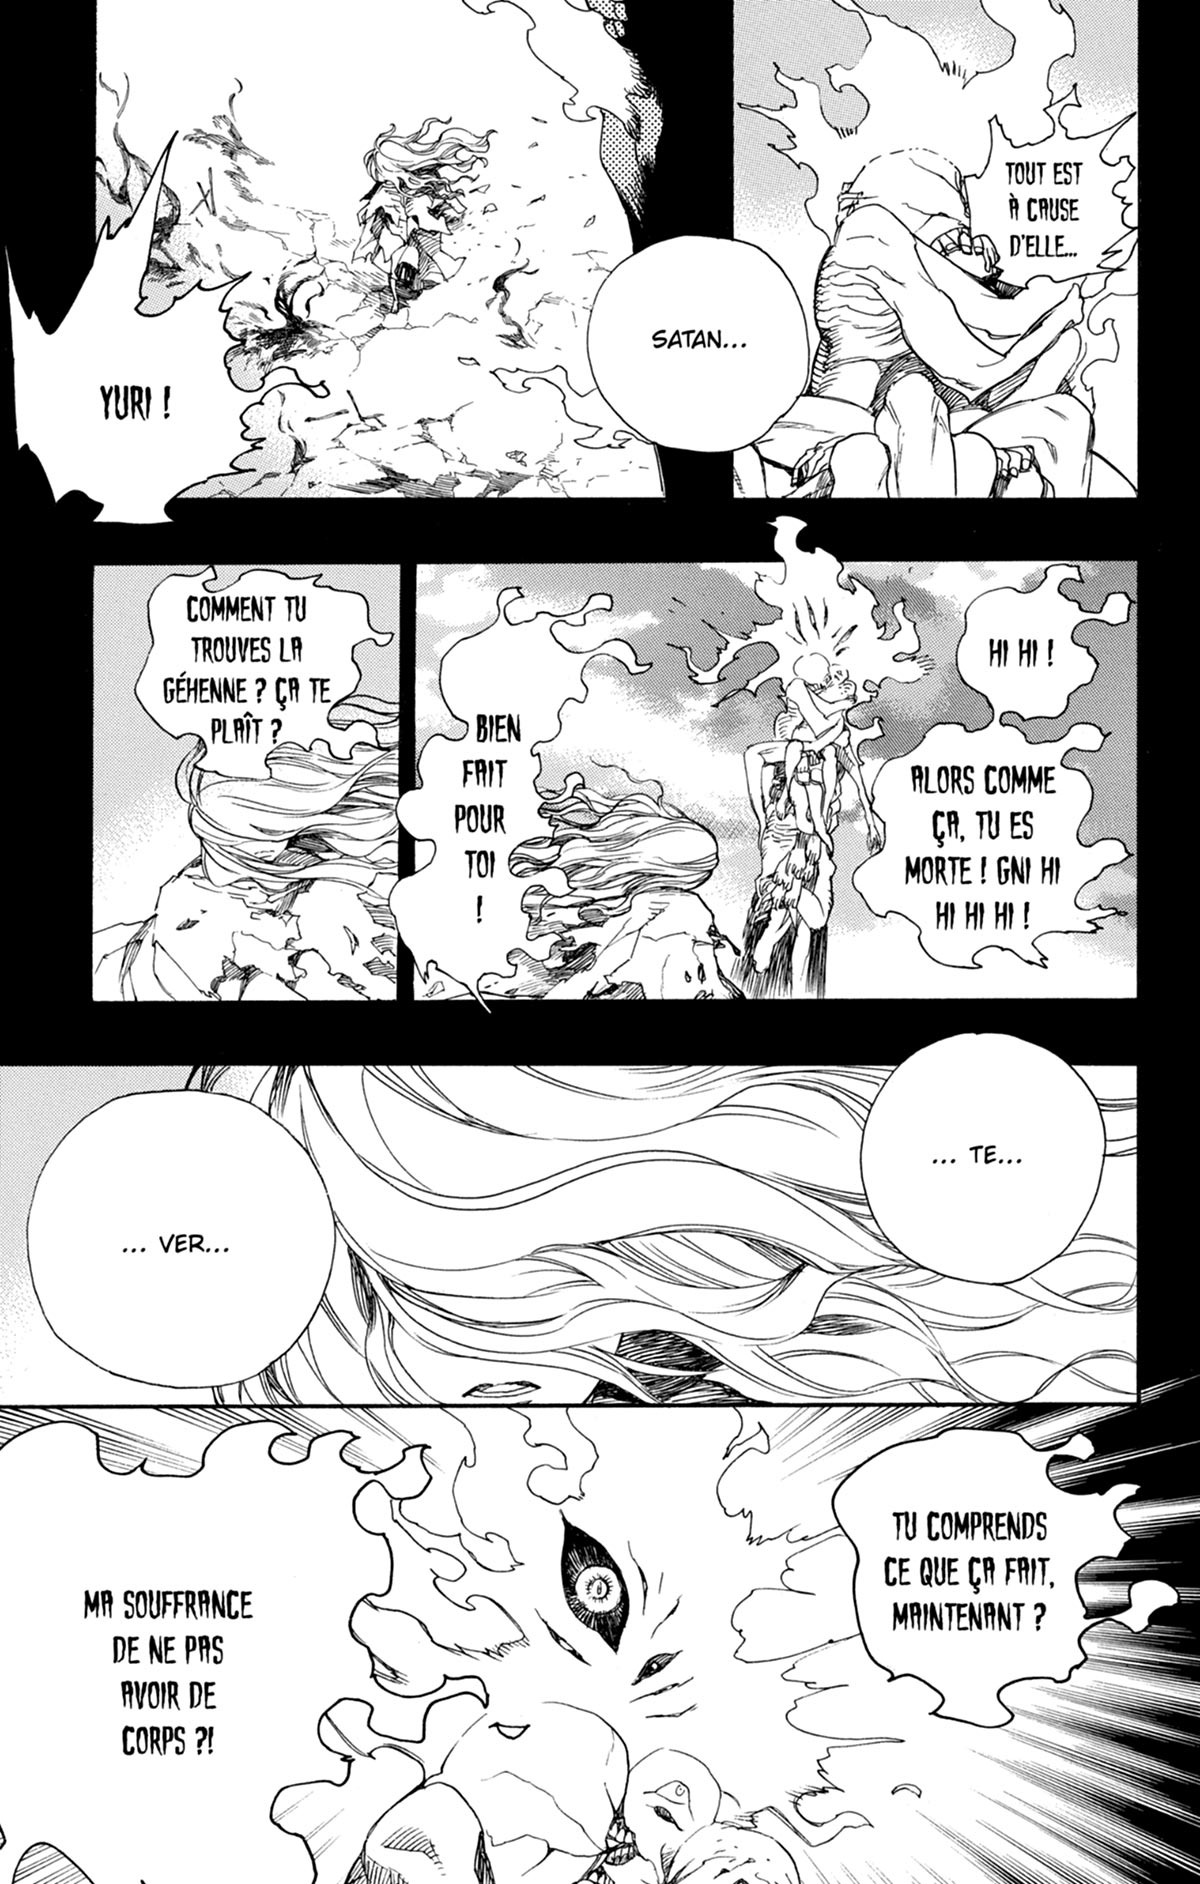 TOUT EST
À CAUSE
D'ELLE...
SATAN...
YURI !
HI HI !
ALORS COMME
ÇA, TU ES
MORTE ! GNI HI
HI HI HI !
BIEN
FAIT
POUR
TOI
!
COMMENT TU
TROUVES LA
GÉHENNE ? ÇA TE
PLAÎT ?
... TE...
... VER...
TU COMPRENDS
CE QUE ÇA FAIT,
MAINTENANT ?
MA SOUFFRANCE
DE NE PAS
AVOIR DE
CORPS ?!